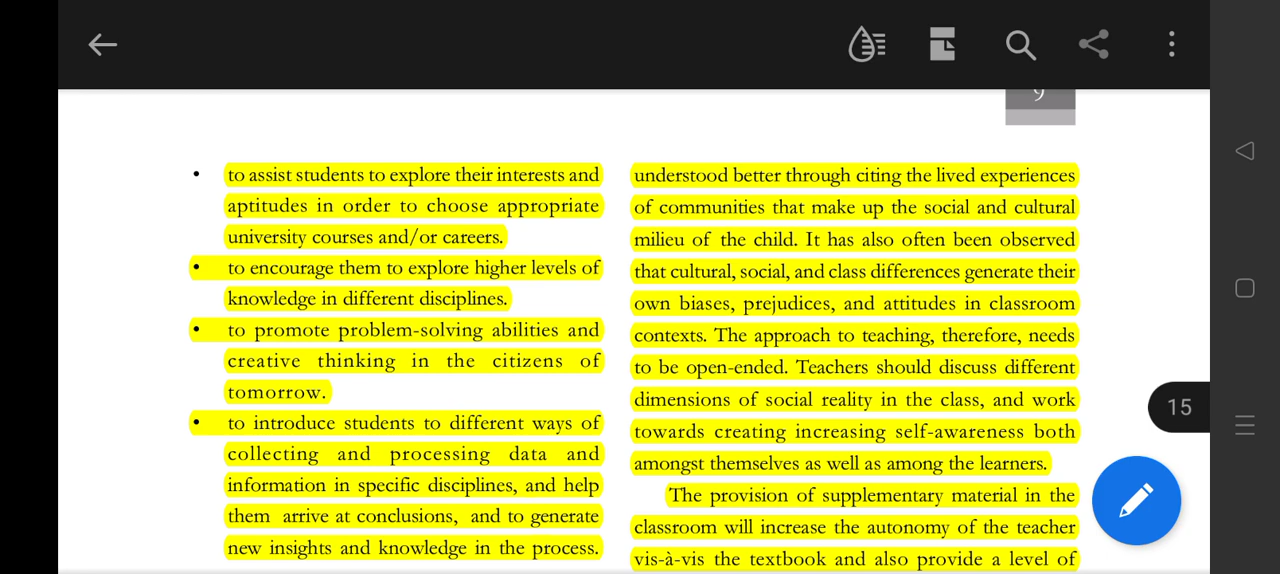 9
• to assist students to explore their interests and
aptitudes in order to choose appropriate
university courses and/or careers.
• to encourage them to explore higher levels of
knowledge in different disciplines.
• to promote problem-solving abilities and
creative thinking in the citizens of
tomorrow.
• to introduce students to different ways of
collecting and processing data and
information in specific disciplines, and help
them arrive at conclusions, and to generate
new insights and knowledge in the process.
understood better through citing the lived experiences
of communities that make up the social and cultural
milieu of the child. It has also often been observed
that cultural, social, and class differences generate their
own biases, prejudices, and attitudes in classroom
contexts. The approach to teaching, therefore, needs
to be open-ended. Teachers should discuss different
dimensions of social reality in the class, and work
towards creating increasing self-awareness both
amongst themselves as well as among the learners.
The provision of supplementary material in the
classroom will increase the autonomy of the teacher
vis-à-vis the textbook and also provide a level of
15